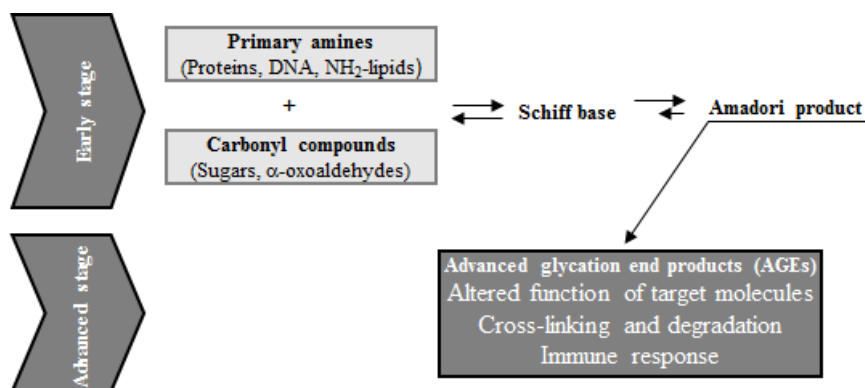 Early stage
Primary amines
(Proteins, DNA, NH₂-lipids)
+
Carbonyl compounds
(Sugars, α-oxoaldehydes)
Schiff base
Amadori product
Advanced stage
Advanced glycation end products (AGEs)
Altered function of target molecules
Cross-linking and degradation
Immune response